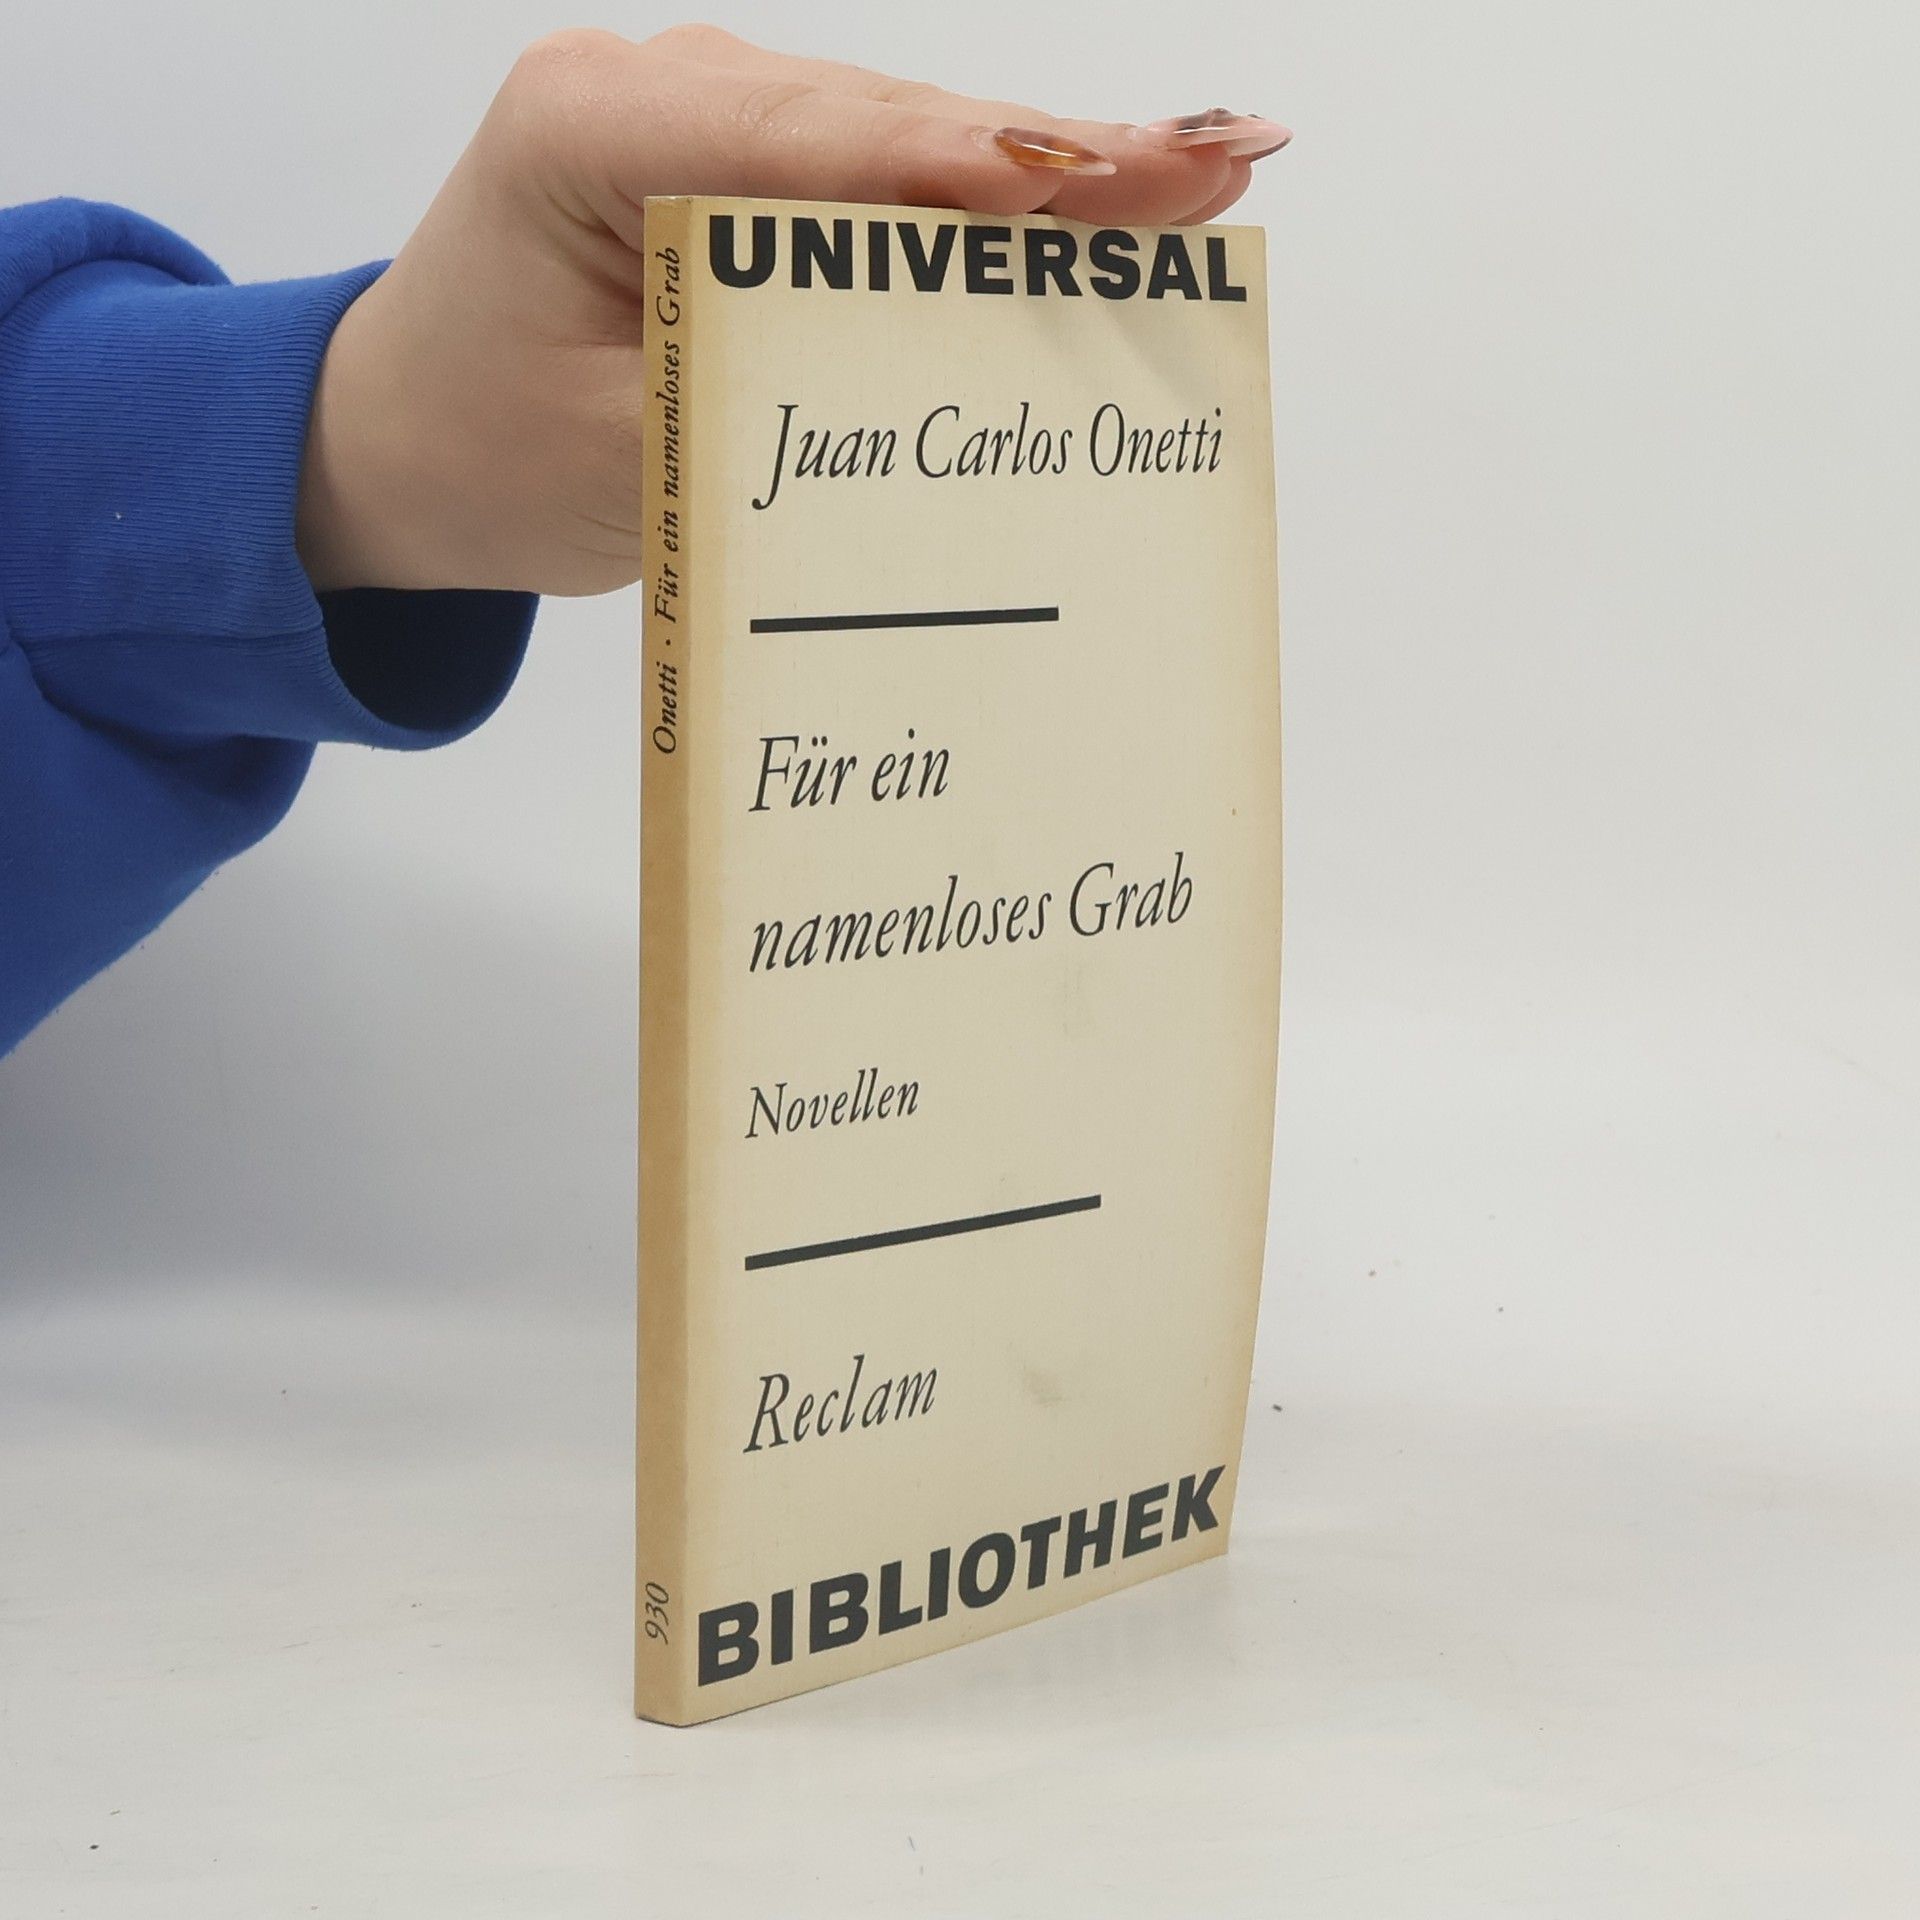 UNIVERSAL
Juan Carlos Onetti
Für ein
namenloses Grab
Novellen
Reclam
BIBLIOTHEK
Onetti · Für ein namenloses Grab
930